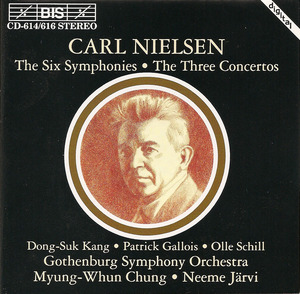 BIS
CD-614/616 STEREO
digital
CARL NIELSEN
The Six Symphonies • The Three Concertos
Dong-Suk Kang • Patrick Gallois • Olle Schill
Gothenburg Symphony Orchestra
Myung-Whun Chung • Neeme Järvi